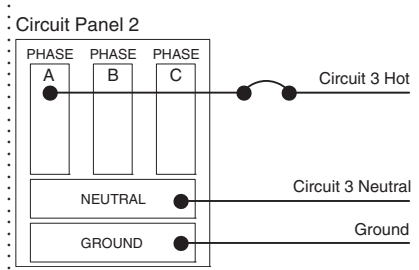 Circuit Panel 2
PHASE PHASE PHASE
A B C
Circuit 3 Hot
NEUTRAL
Circuit 3 Neutral
GROUND
Ground